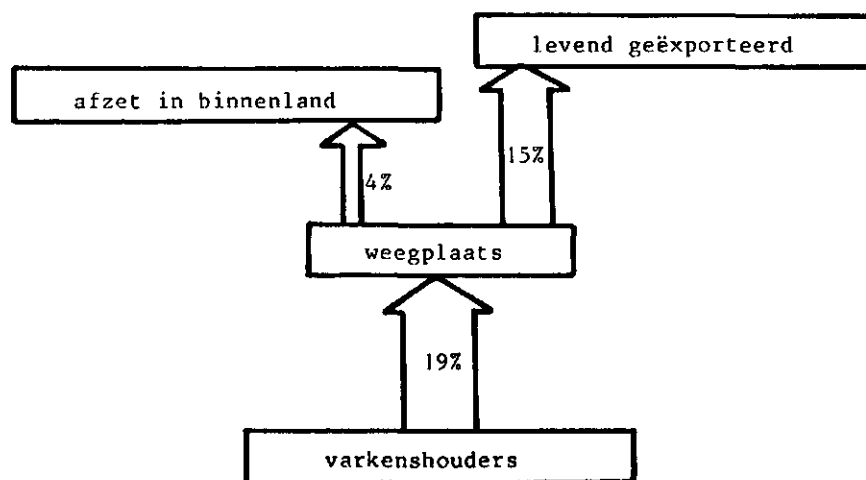 levend geëxporteerd
afzet in binnenland
15%
4%
weegplaats
19%
varkenshouders